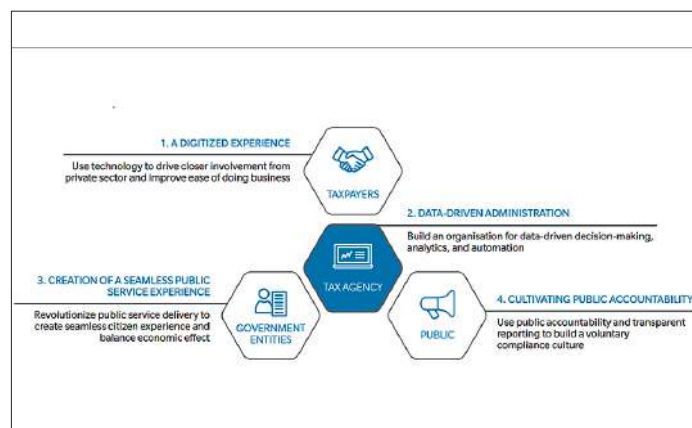 1. A DIGITIZED EXPERIENCE
Use technology to drive closer involvement from
private sector and improve ease of doing business
TAXPAYERS
2. DATA-DRIVEN ADMINISTRATION
Build an organisation for data-driven decision-making,
analytics, and automation
TAX AGENCY
3. CREATION OF A SEAMLESS PUBLIC
SERVICE EXPERIENCE
Revolutionize public service delivery to
create seamless citizen experience and
balance economic effect
GOVERNMENT
ENTITIES
4. CULTIVATING PUBLIC ACCOUNTABILITY
Use public accountability and transparent
reporting to build a voluntary
compliance culture
PUBLIC